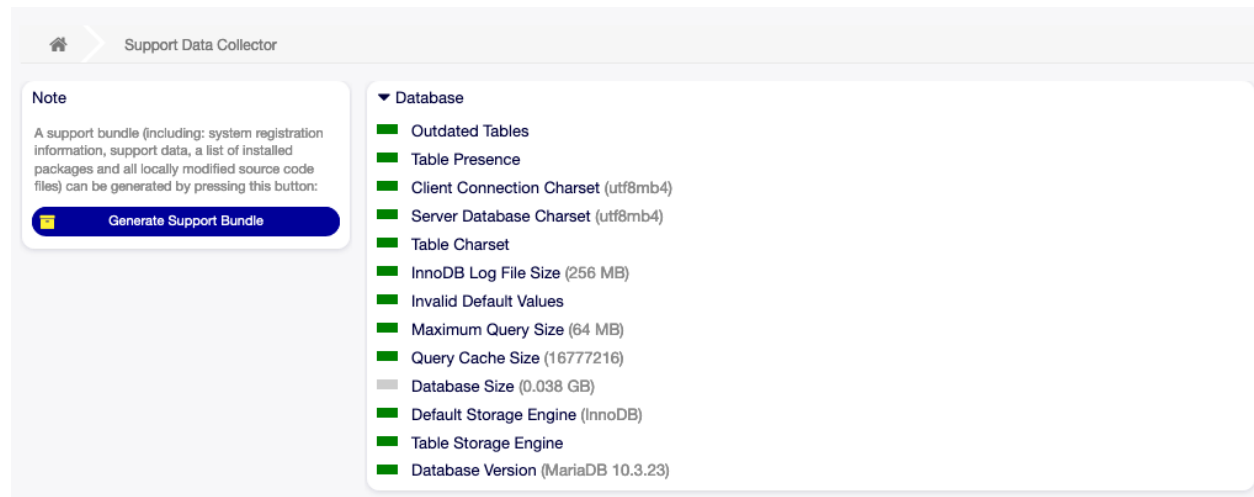 Support Data Collector
Note
A support bundle (including: system registration
information, support data, a list of installed
packages and all locally modified source code
files) can be generated by pressing this button:
Generate Support Bundle
Database
Outdated Tables
Table Presence
Client Connection Charset (utf8mb4)
Server Database Charset (utf8mb4)
Table Charset
InnoDB Log File Size (256 MB)
Invalid Default Values
Maximum Query Size (64 MB)
Query Cache Size (16777216)
Database Size (0.038 GB)
Default Storage Engine (InnoDB)
Table Storage Engine
Database Version (MariaDB 10.3.23)